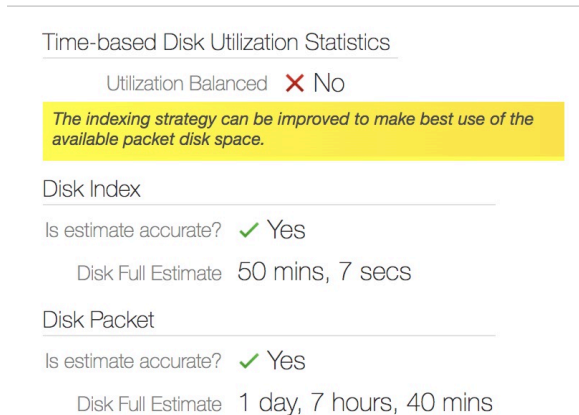 Time-based Disk Utilization Statistics
Utilization Balanced ✗ No
The indexing strategy can be improved to make best use of the
available packet disk space.
Disk Index
Is estimate accurate? ✓ Yes
Disk Full Estimate 50 mins, 7 secs
Disk Packet
Is estimate accurate? ✓ Yes
Disk Full Estimate 1 day, 7 hours, 40 mins